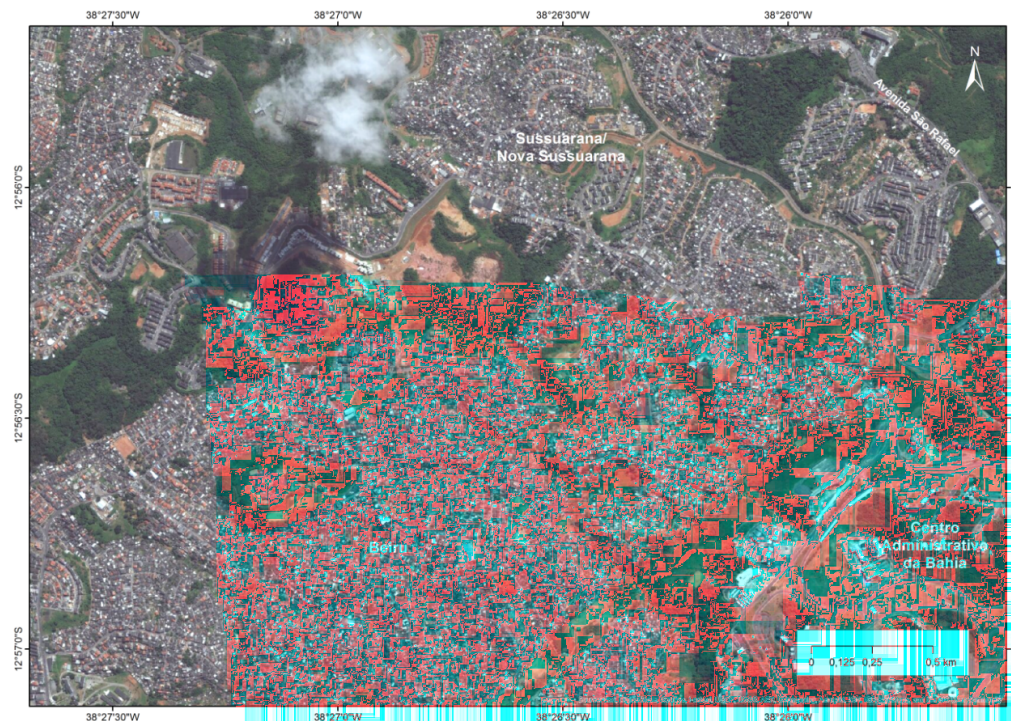 38°27'30"W 38°27'0"W 38°26'30"W 38°26'0"W
N
Avenida São Rafael
Sussuarana/
Nova Sussuarana
12°56'0"S
12°56'30"S
Centro
Administrativo
da Bahia
Beiru
12°57'0"S
0 0,125 0,25 0,5 km
38°27'30"W 38°27'0"W 38°26'30"W 38°26'0"W